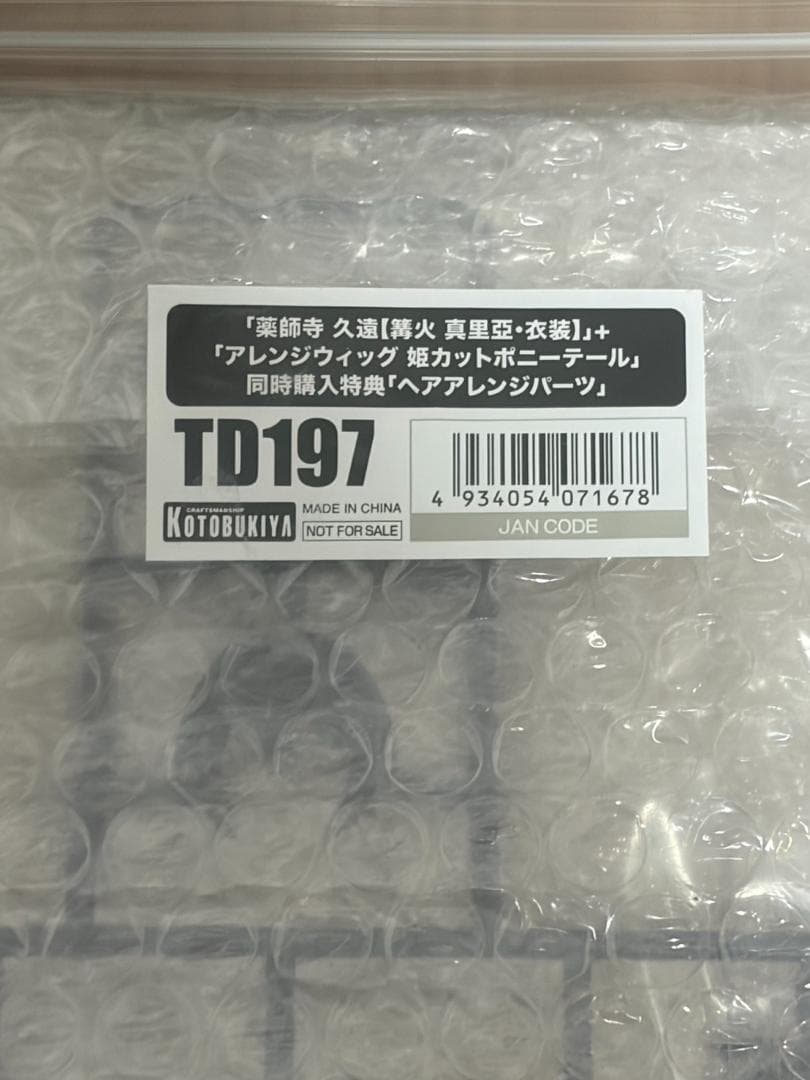 「薬師寺 久遠【篝火 真里亞・衣装】」+
「アレンジウィッグ 姫カットポニーテール」
同時購入特典「ヘアアレンジパーツ」
TD197
CRAFTSMANSHIP
KOTOBUKIYA
MADE IN CHINA
NOT FOR SALE
4 934054 071678
JAN CODE